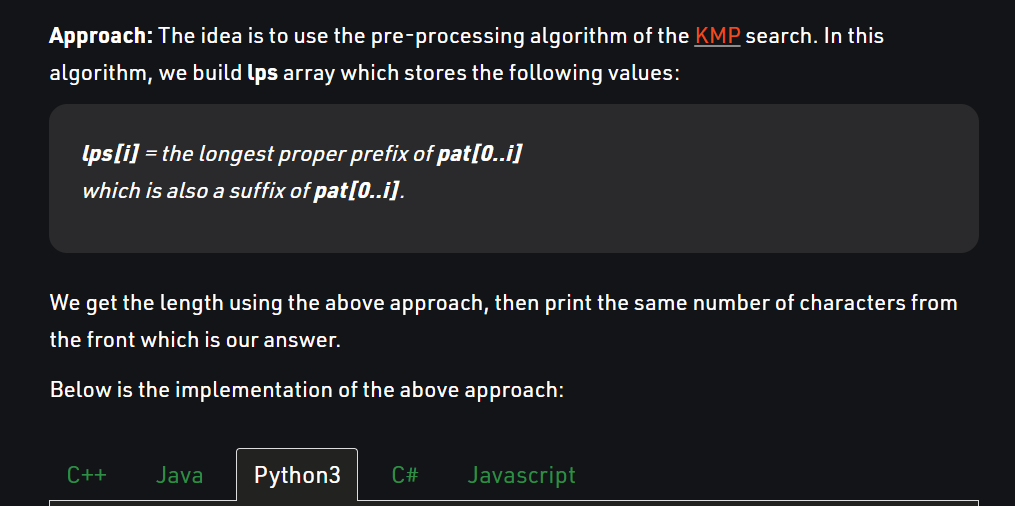 Approach: The idea is to use the pre-processing algorithm of the KMP search. In this
algorithm, we build lps array which stores the following values:
lps[i] = the longest proper prefix of pat[0..i]
which is also a suffix of pat[0..i].
We get the length using the above approach, then print the same number of characters from
the front which is our answer.
Below is the implementation of the above approach:
C++ Java Python3 C# Javascript